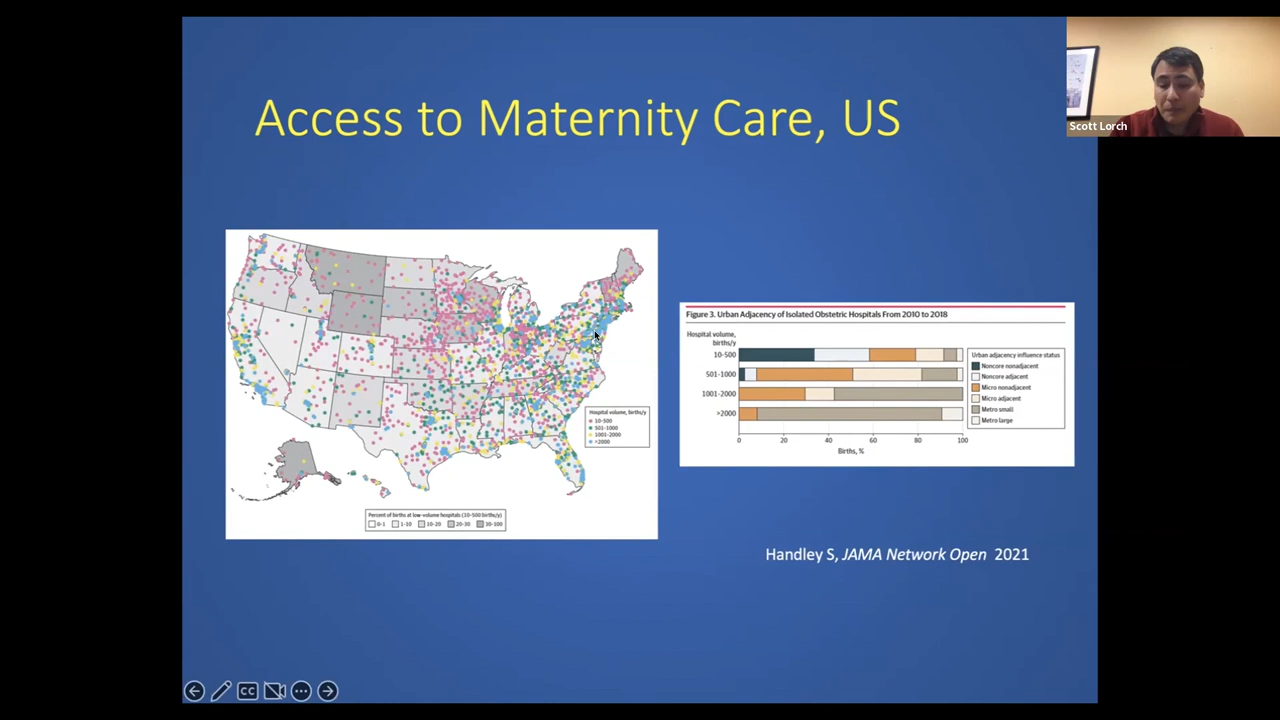 Access to Maternity Care, US
Scott Lorch
Hospital volume, births/y
10-500
501-1000
1001-2000
>2000
Percent of births at low-volume hospitals (10-500 births/y)
0-1
1-10
10-20
20-30
30-100
Figure 3. Urban Adjacency of Isolated Obstetric Hospitals From 2010 to 2018
Hospital volume,
births/y
10-500
501-1000
1001-2000
>2000
0
20
40
60
80
100
Births, %
Urban adjacency influence status
Noncore nonadjacent
Noncore adjacent
Micro nonadjacent
Micro adjacent
Metro small
Metro large
Handley S, JAMA Network Open 2021
CC